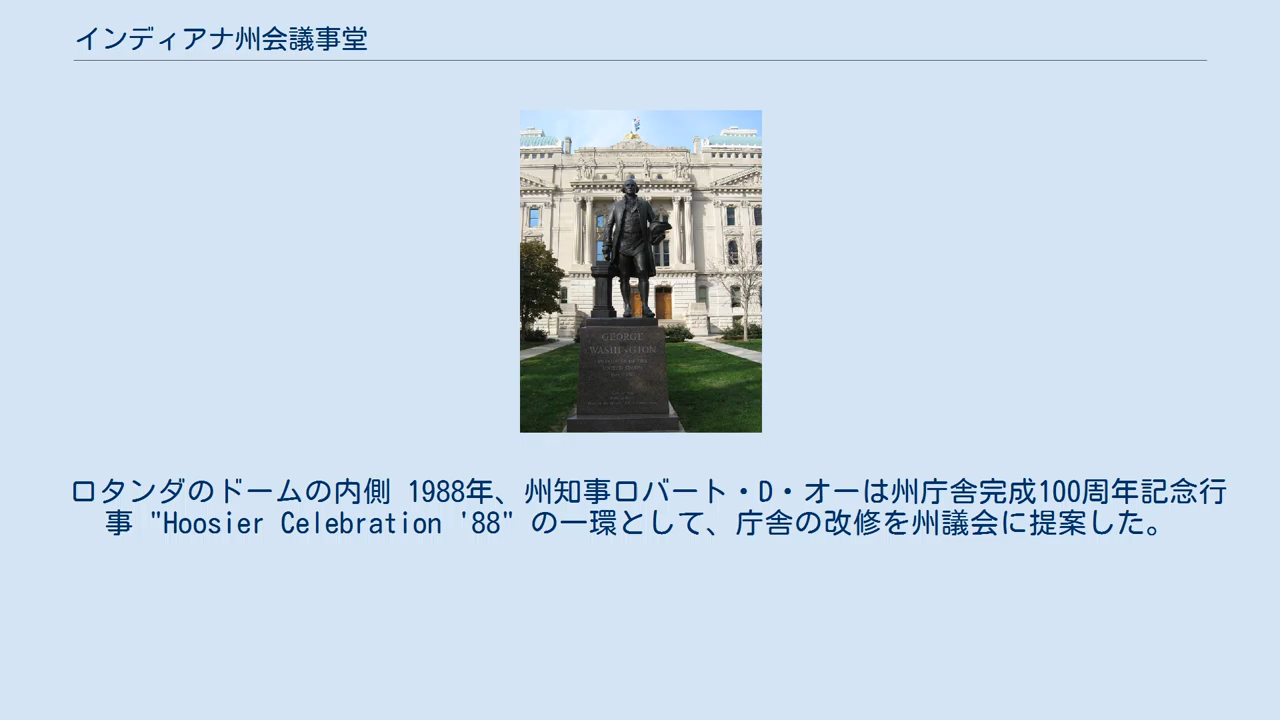 インディアナ州会議事堂
GEORGE
WASHINGTON
ロタンダのドームの内側 1988年、州知事ロバート・D・オーは州庁舎完成100周年記念行
事 "Hoosier Celebration '88" の一環として、庁舎の改修を州議会に提案した。